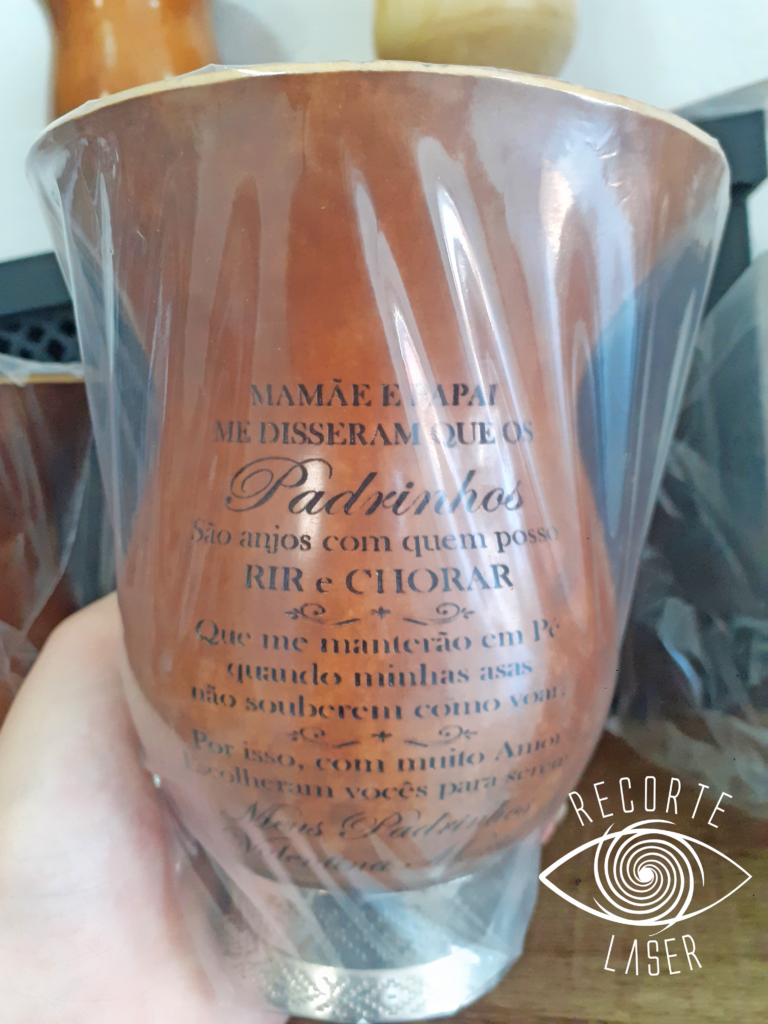 MAMÃE E PAPAI
ME DISSERAM QUE OS
Padrinhos
São anjos com quem posso
RIR e CHORAR
Que me manterão em Pé
quando minhas asas
não souberem como voar.
Por isso, com muito Amor
Escolheram vocês para serem
Meus Padrinhos
Valentina
RECORTE
LASER